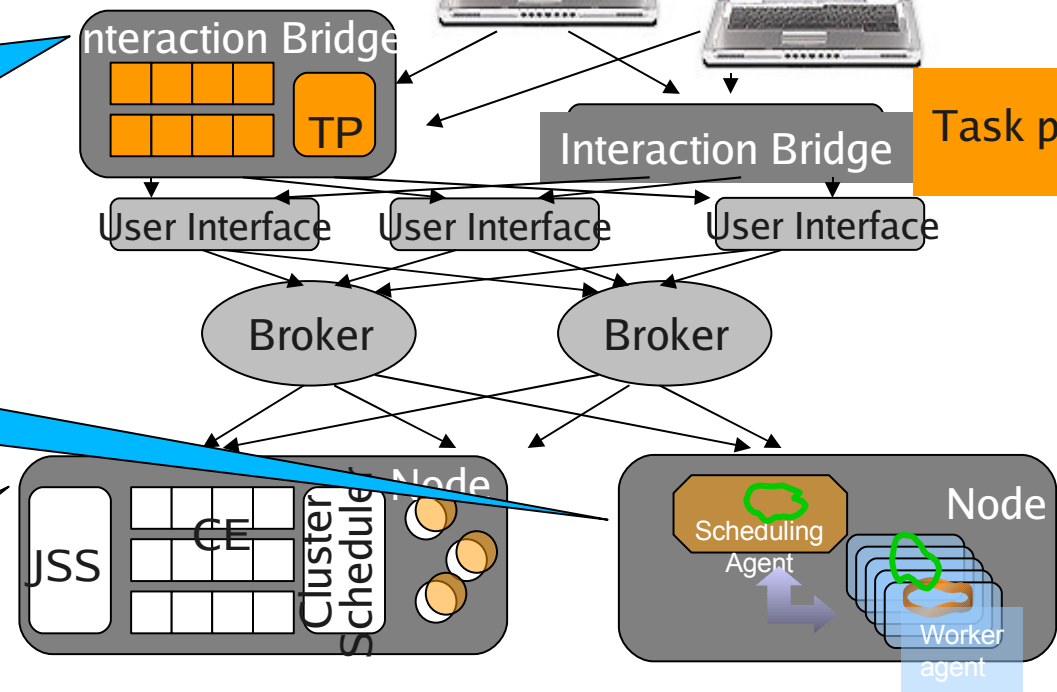 nteraction Bridge
TP
Interaction Bridge
Task p
User Interface
User Interface
User Interface
Broker
Broker
JSS
CE
Cluster
Scheduler
Node
Scheduling
Agent
Node
Worker
agent